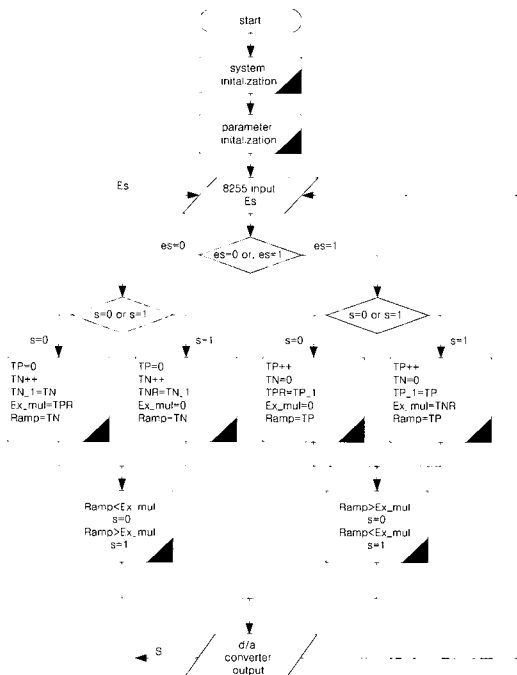 start
system
initalization
parameter
initalization
Es
8255 input
Es
es=0
es=0 or, es=1
es=1
s=0 or s=1
s=0 or s=1
s=0
s=1
s=0
s=1
TP=0
TN++
TN_1=TN
Ex_mul=TPR
Ramp=TN
TP=0
TN++
TNR=TN_1
Ex_mul=0
Ramp=TN
TP++
TN=0
TPR=TP_1
Ex_mul=0
Ramp=TP
TP++
TN=0
TP_1=TP
Ex_mul=TNR
Ramp=TP
Ramp<Ex_mul
s=0
Ramp>Ex_mul
s=1
Ramp>Ex_mul
s=0
Ramp<Ex_mul
s=1
S
d/a
converter
output